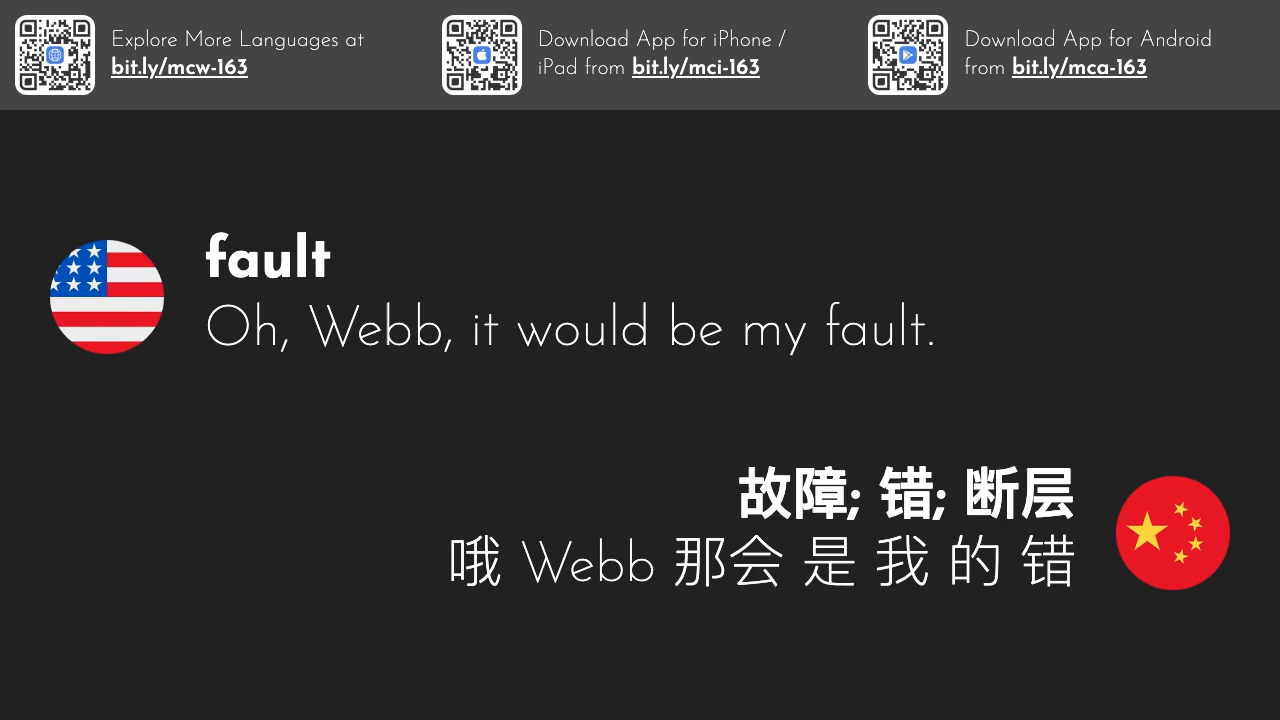 Explore More Languages at
bit.ly/mcw-163
Download App for iPhone /
iPad from bit.ly/mci-163
Download App for Android
from bit.ly/mca-163
fault
Oh, Webb, it would be my fault.
故障; 错; 断层
哦 Webb 那会 是 我 的 错